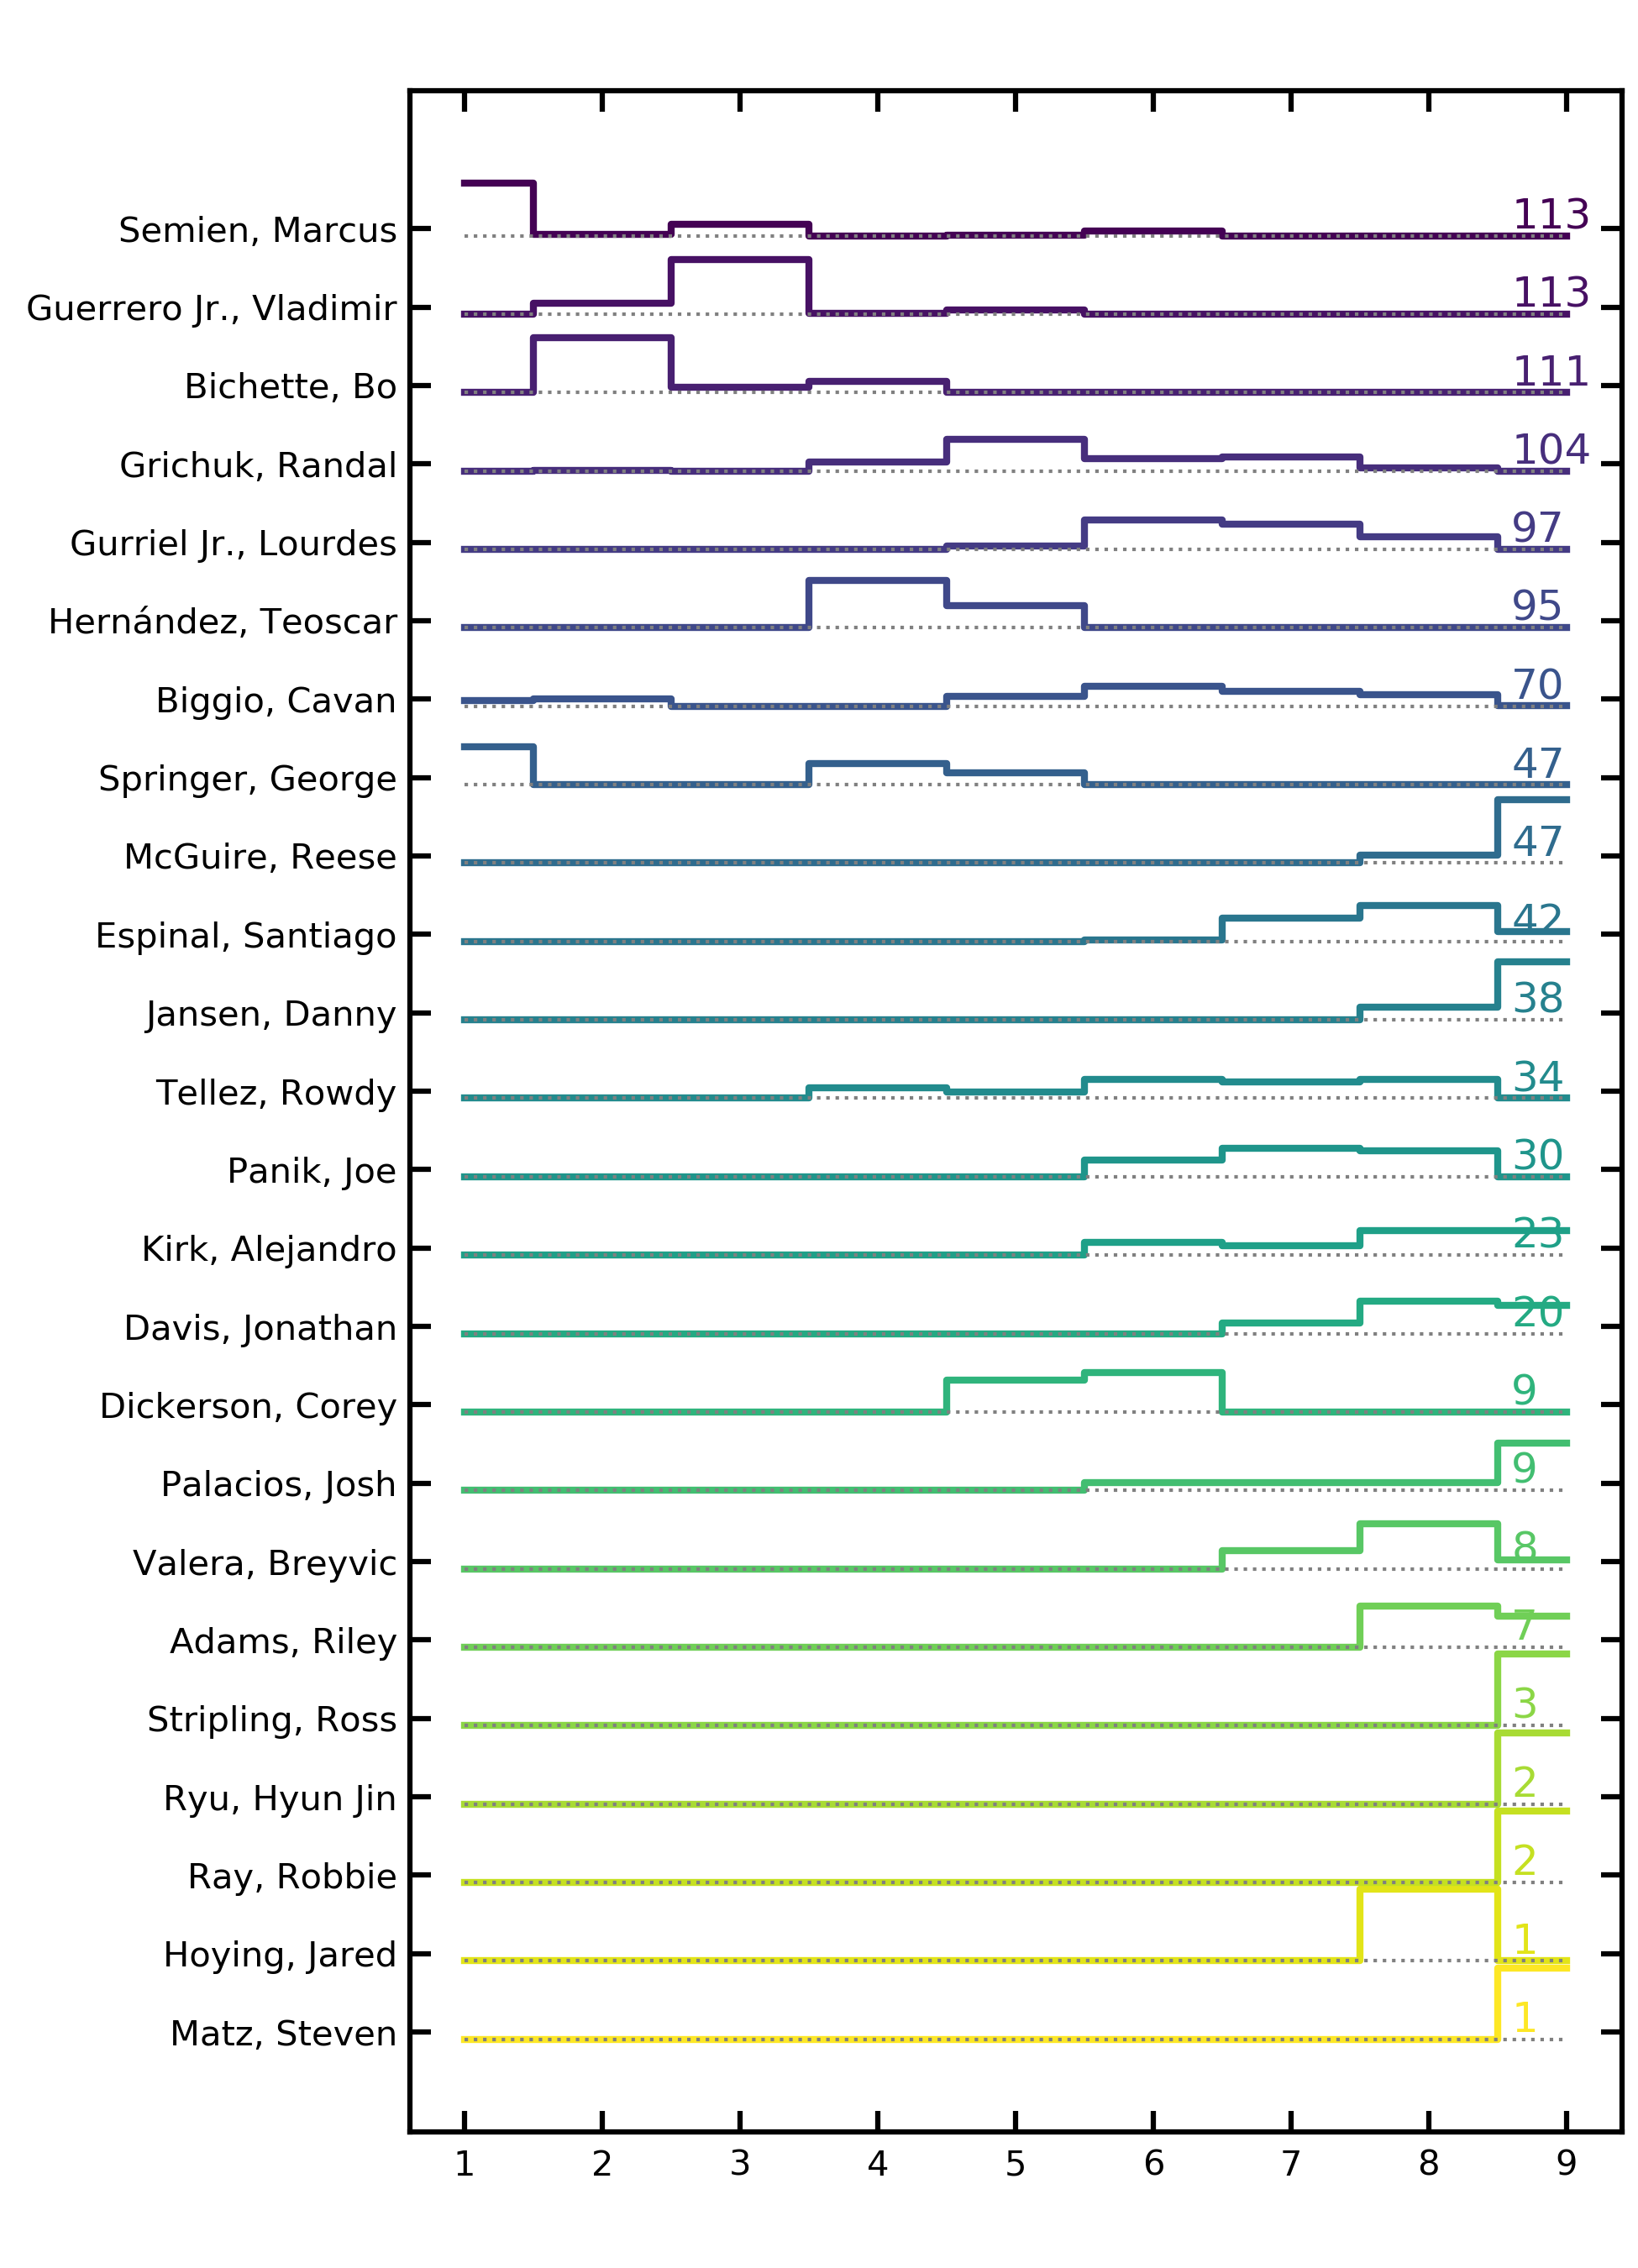 Semien, Marcus 113
Guerrero Jr., Vladimir 113
Bichette, Bo 111
Grichuk, Randal 104
Gurriel Jr., Lourdes 97
Hernández, Teoscar 95
Biggio, Cavan 70
Springer, George 47
McGuire, Reese 47
Espinal, Santiago 42
Jansen, Danny 38
Tellez, Rowdy 34
Panik, Joe 30
Kirk, Alejandro 23
Davis, Jonathan 20
Dickerson, Corey 9
Palacios, Josh 9
Valera, Breyvic 8
Adams, Riley 7
Stripling, Ross 3
Ryu, Hyun Jin 2
Ray, Robbie 2
Hoying, Jared 1
Matz, Steven 1
1 2 3 4 5 6 7 8 9